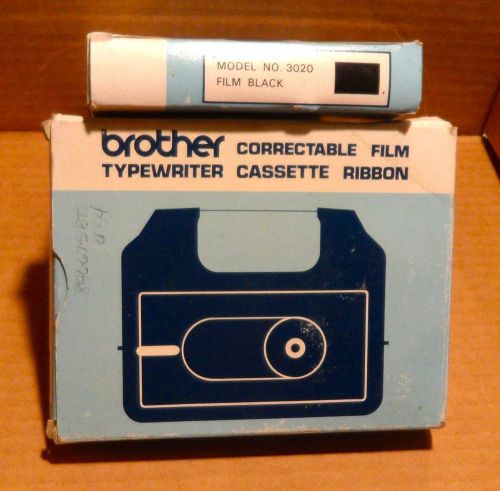 MODEL NO. 3020
FILM BLACK
brother CORRECTABLE FILM
TYPEWRITER CASSETTE RIBBON